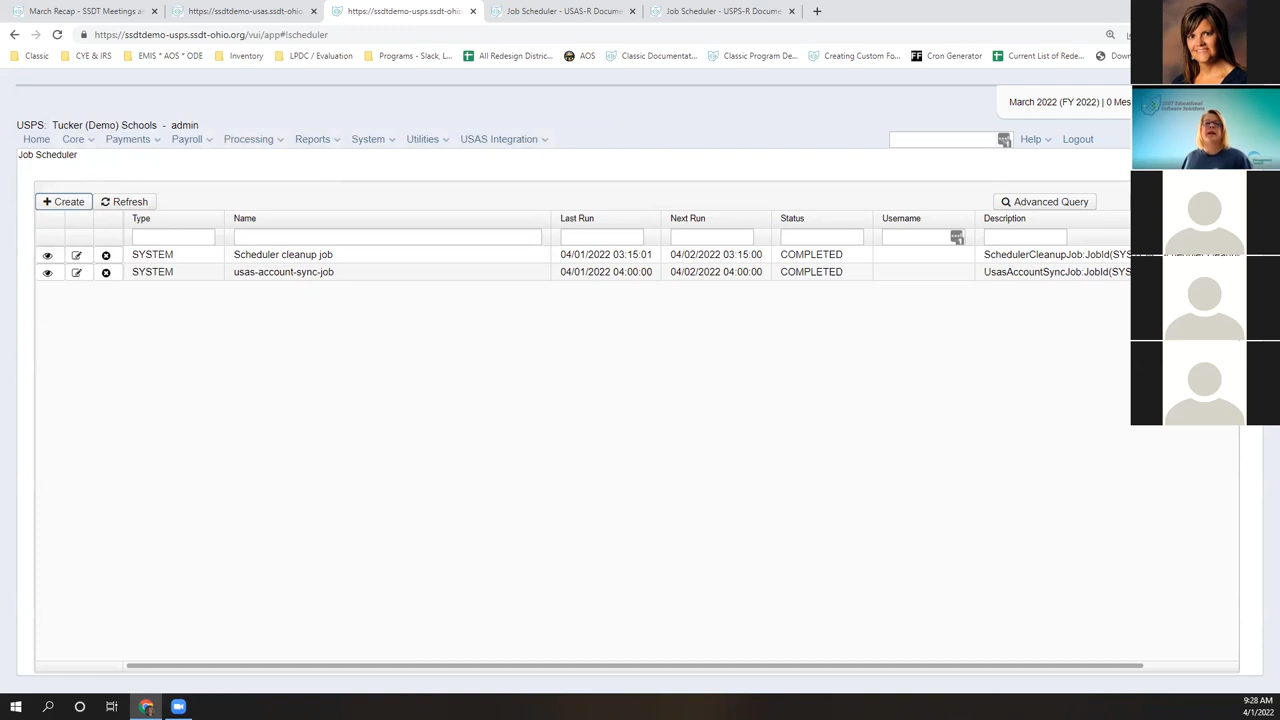 March Recap - SSDT Meetings a
https://ssdtdemo-usas.ssdt-ohio.
https://ssdtdemo-usps.ssdt-ohio.
Job Scheduler - USAS-R Docume
Job Scheduler - USPS-R Docume
https://ssdtdemo-usps.ssdt-ohio.org/vui/app#!scheduler
Classic
CYE & IRS
EMIS * AOS * ODE
Inventory
LPDC / Evaluation
Programs - Slack, L...
All Redesign Distric...
AOS
Classic Documentat...
Classic Program De...
Creating Custom Fo...
Cron Generator
Current List of Rede...
Down
March 2022 (FY 2022) | 0 Mes
USPS: Tucker (Demo) Schools - admin
Home Core Payments Payroll Processing Reports System Utilities USAS Integration Help Logout
Job Scheduler
Create Refresh Advanced Query
Type Name Last Run Next Run Status Username Description
SYSTEM Scheduler cleanup job 04/01/2022 03:15:01 04/02/2022 03:15:00 COMPLETED SchedulerCleanupJob:JobId(SYS
SYSTEM usas-account-sync-job 04/01/2022 04:00:00 04/02/2022 04:00:00 COMPLETED UsasAccountSyncJob:JobId(SYS
9:28 AM
4/1/2022